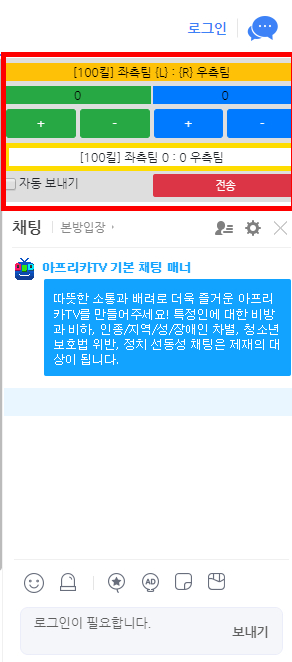 로그인
[100킬] 좌측팀 {L} : {R} 우측팀
0 0
+ - + -
[100킬] 좌측팀 0 : 0 우측팀
자동 보내기 전송
채팅 본방입장
아프리카TV 기본 채팅 매너
따뜻한 소통과 배려로 더욱 즐거운 아프리
카TV를 만들어주세요! 특정인에 대한 비방
과 비하, 인종/지역/성/장애인 차별, 청소년
보호법 위반, 정치 선동성 채팅은 제재의 대
상이 됩니다.
AD
로그인이 필요합니다.
보내기